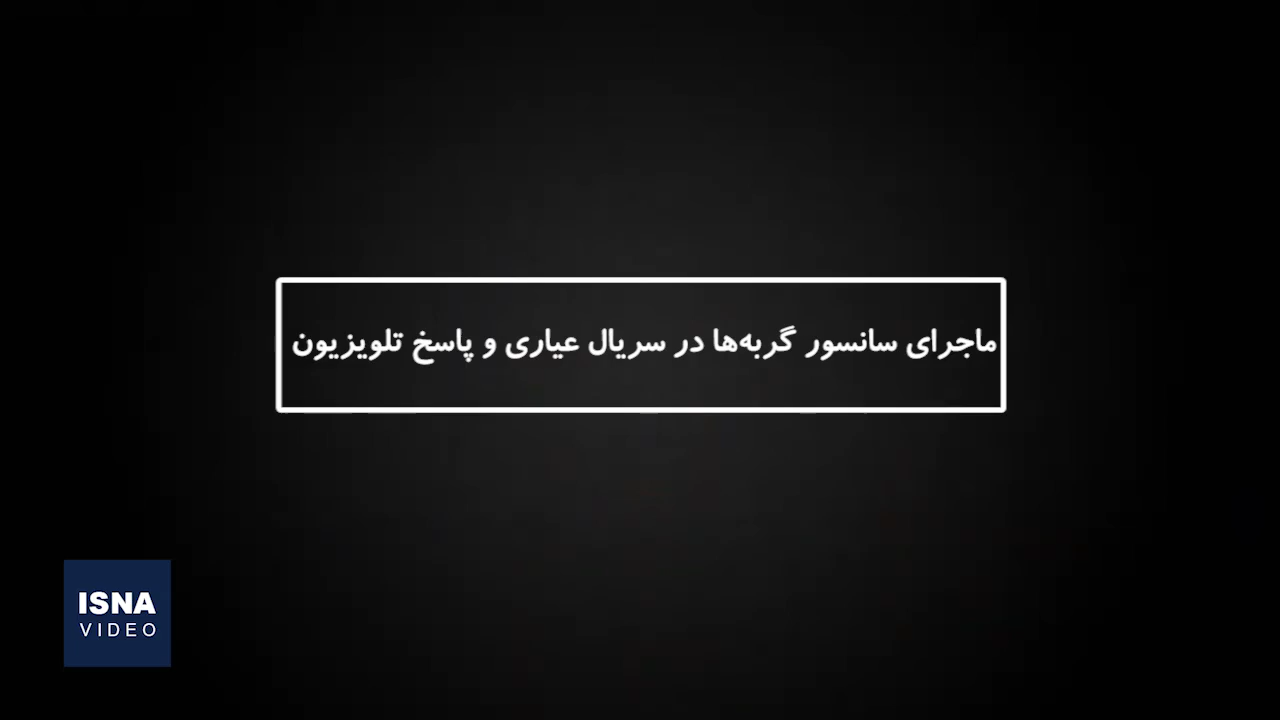 ماجرای سانسور گربه‌ها در سریال عیاری و پاسخ تلویزیون
ISNA
VIDEO